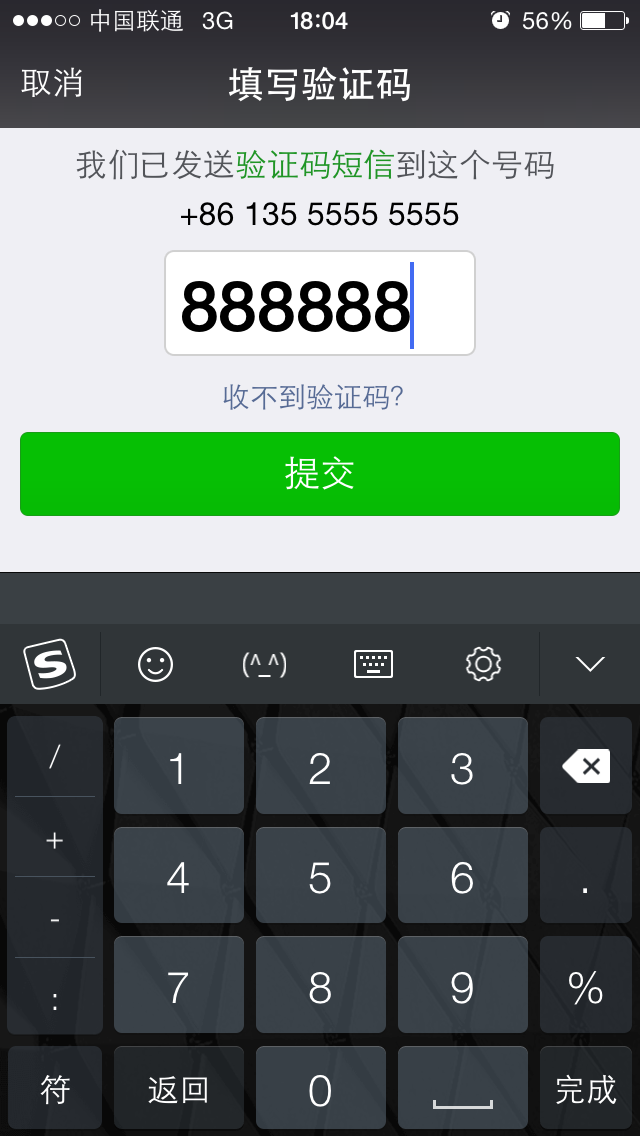 中国联通 3G 18:04 56%
取消 填写验证码
我们已发送验证码短信到这个号码
+86 135 5555 5555
888888
收不到验证码?
提交
S (^_^)
/ 1 2 3
+ 4 5 6 .
- 7 8 9 %
:
符 返回 0 完成